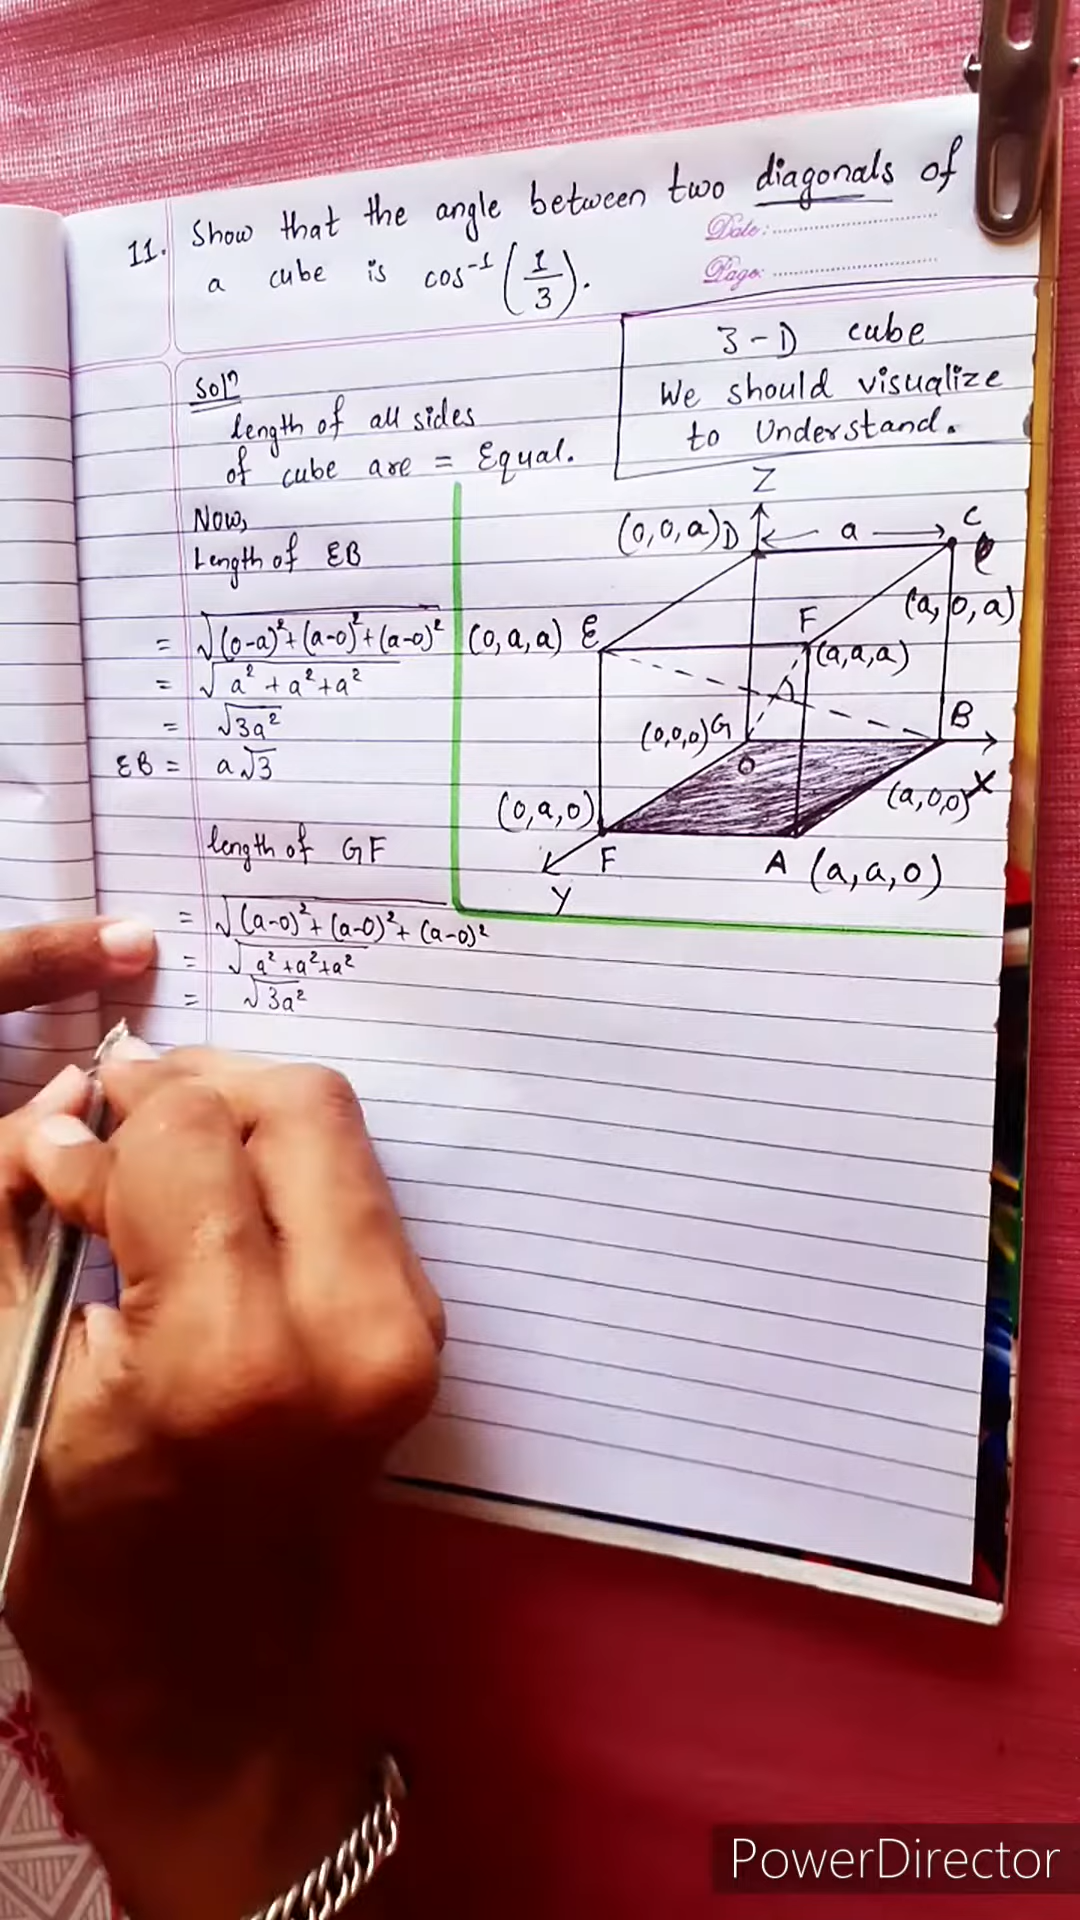 11. Show that the angle between two diagonals of
a cube is cos⁻¹(1/3).
Date:
Page:
3-D cube
We should visualize
to Understand.
Solⁿ
length of all sides
of cube are = Equal.
Now,
Length of EB
= √(0-a)²+(a-0)²+(a-0)²
= √a²+a²+a²
= √3a²
EB = a√3
length of GF
= √(a-0)²+(a-0)²+(a-0)²
= √a²+a²+a²
= √3a²
Z
(0,0,a) D
a
C
(a,0,a)
(0,a,a) E
F
(a,a,a)
(0,0,0) G
O
B
(a,0,0) X
(0,a,0)
F
A (a,a,0)
Y
PowerDirector